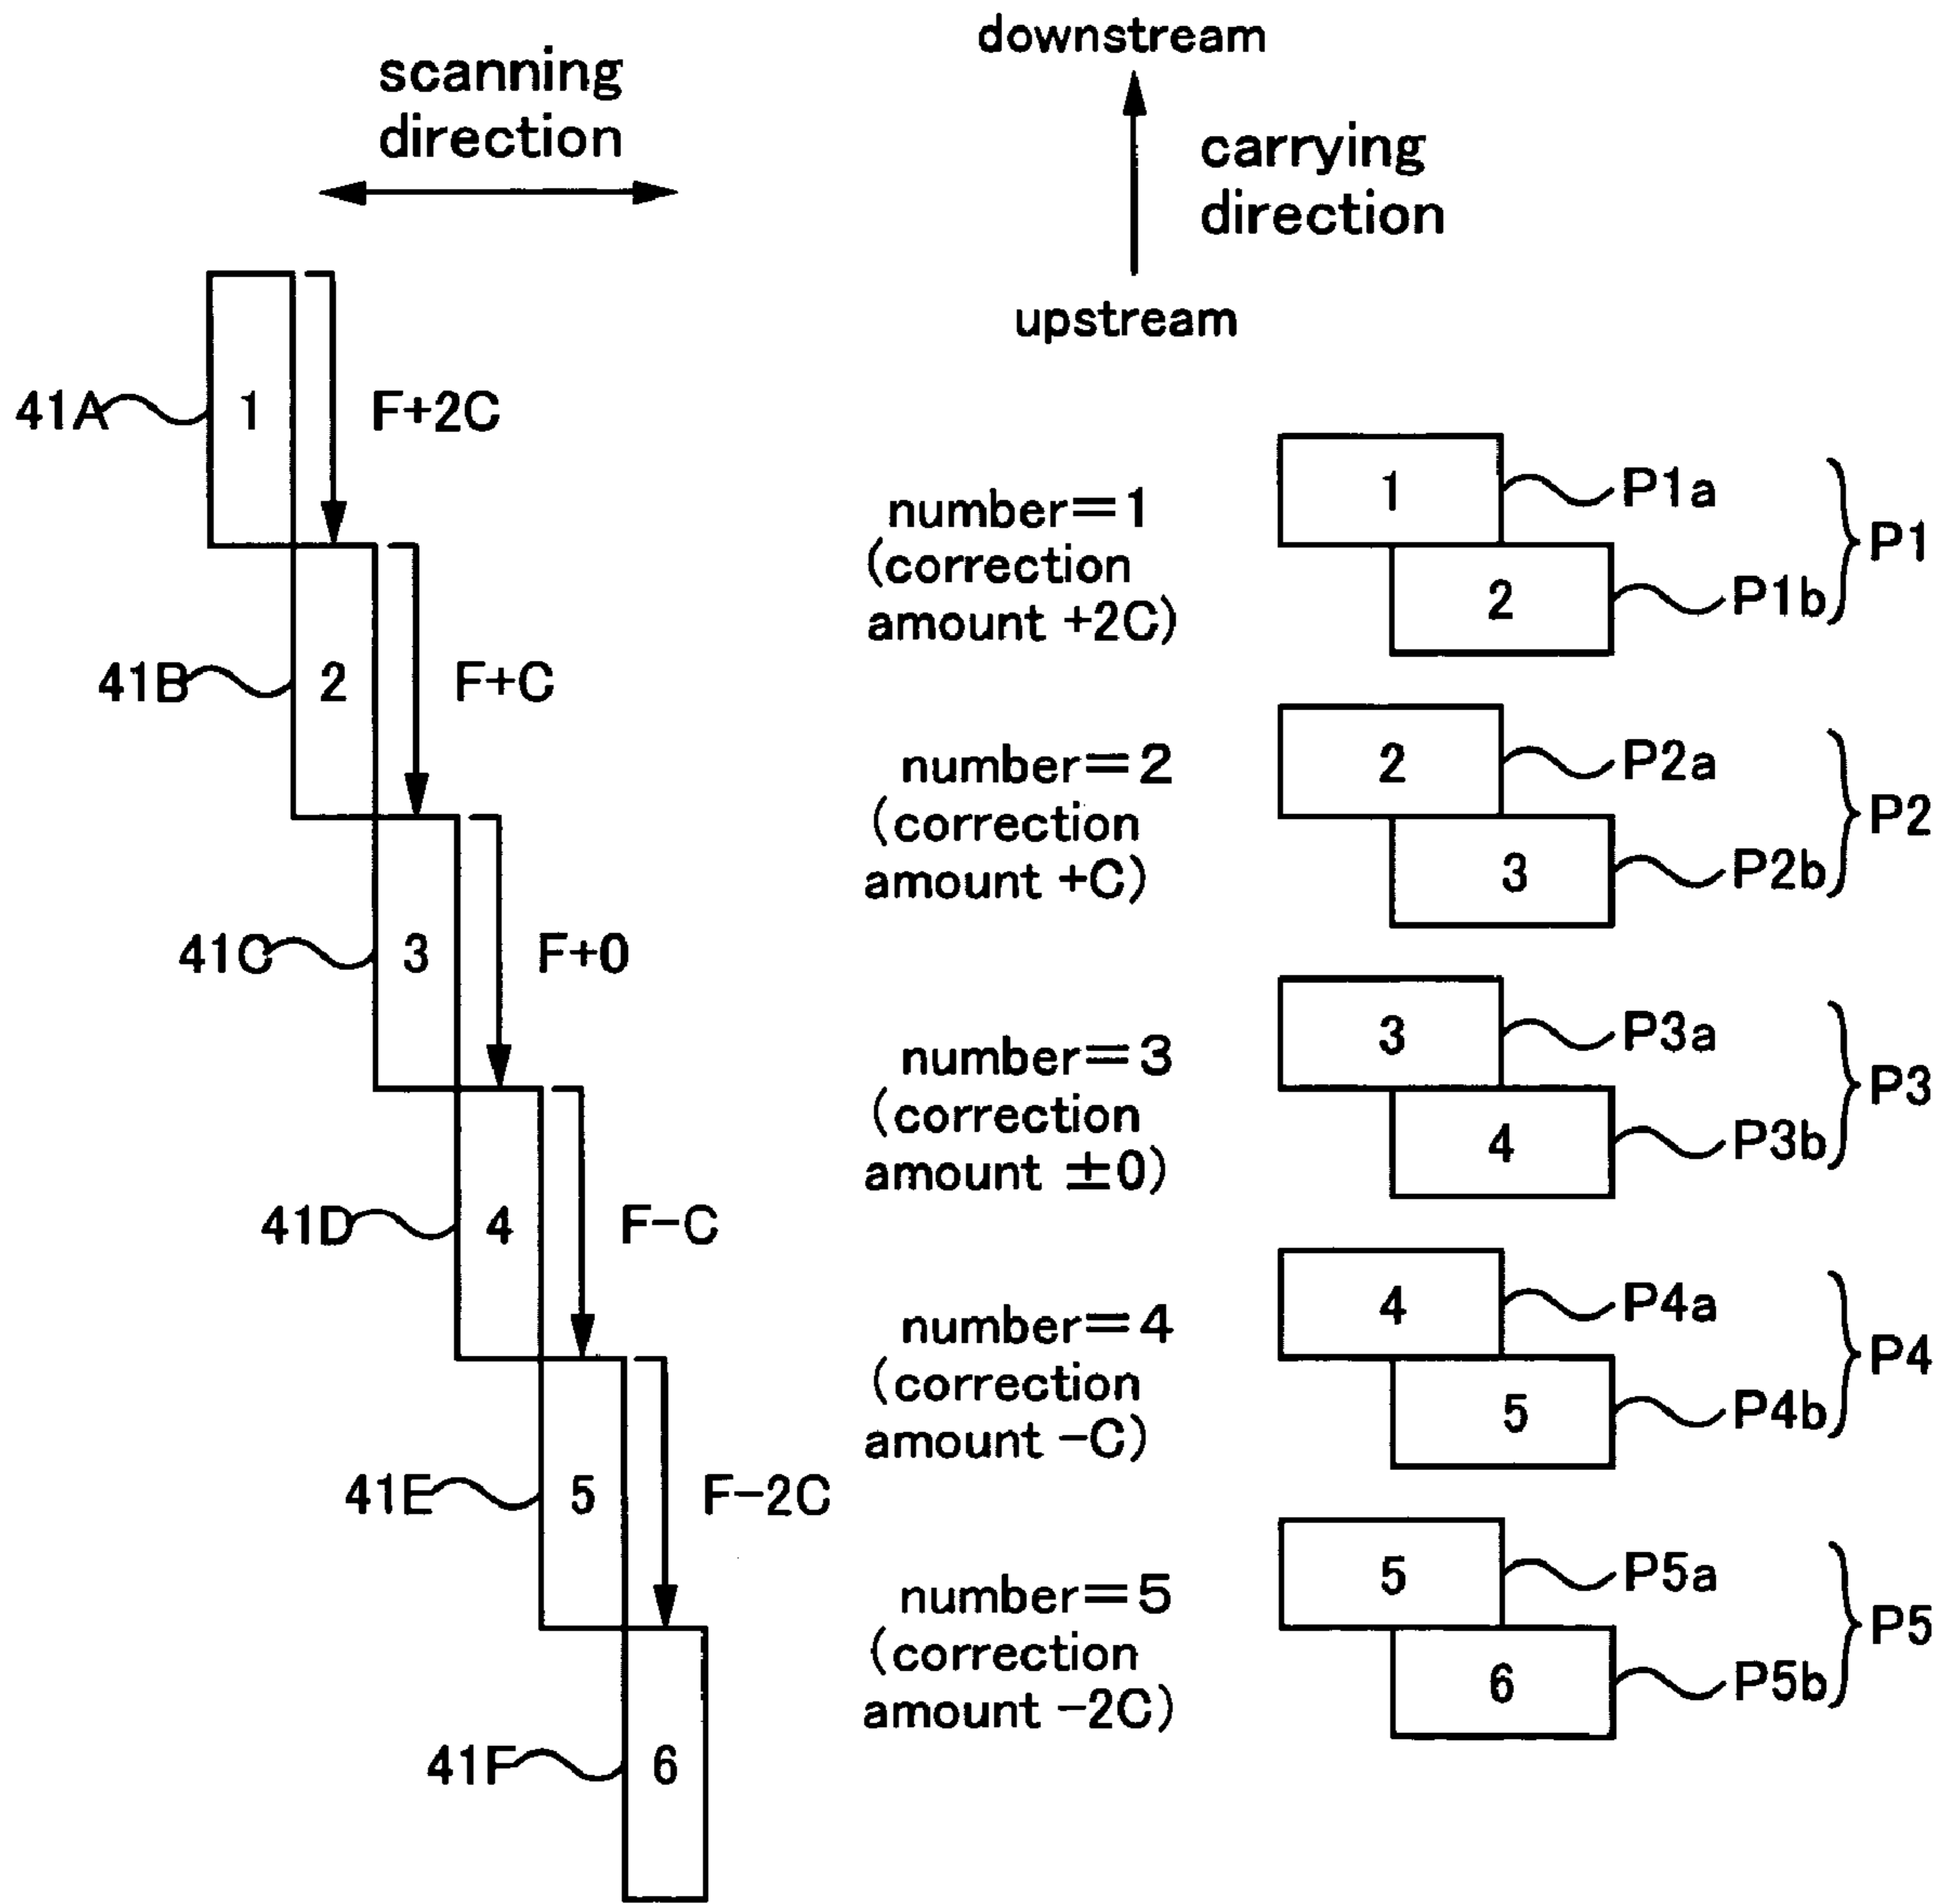 scanning
direction
downstream
carrying
direction
upstream
41A
1
F+2C
41B
2
F+C
41C
3
F+0
41D
4
F−C
41E
5
F−2C
41F
6
number=1
(correction
amount +2C)
1
P1a
2
P1b
P1
number=2
(correction
amount +C)
2
P2a
3
P2b
P2
number=3
(correction
amount ±0)
3
P3a
4
P3b
P3
number=4
(correction
amount −C)
4
P4a
5
P4b
P4
number=5
(correction
amount −2C)
5
P5a
6
P5b
P5